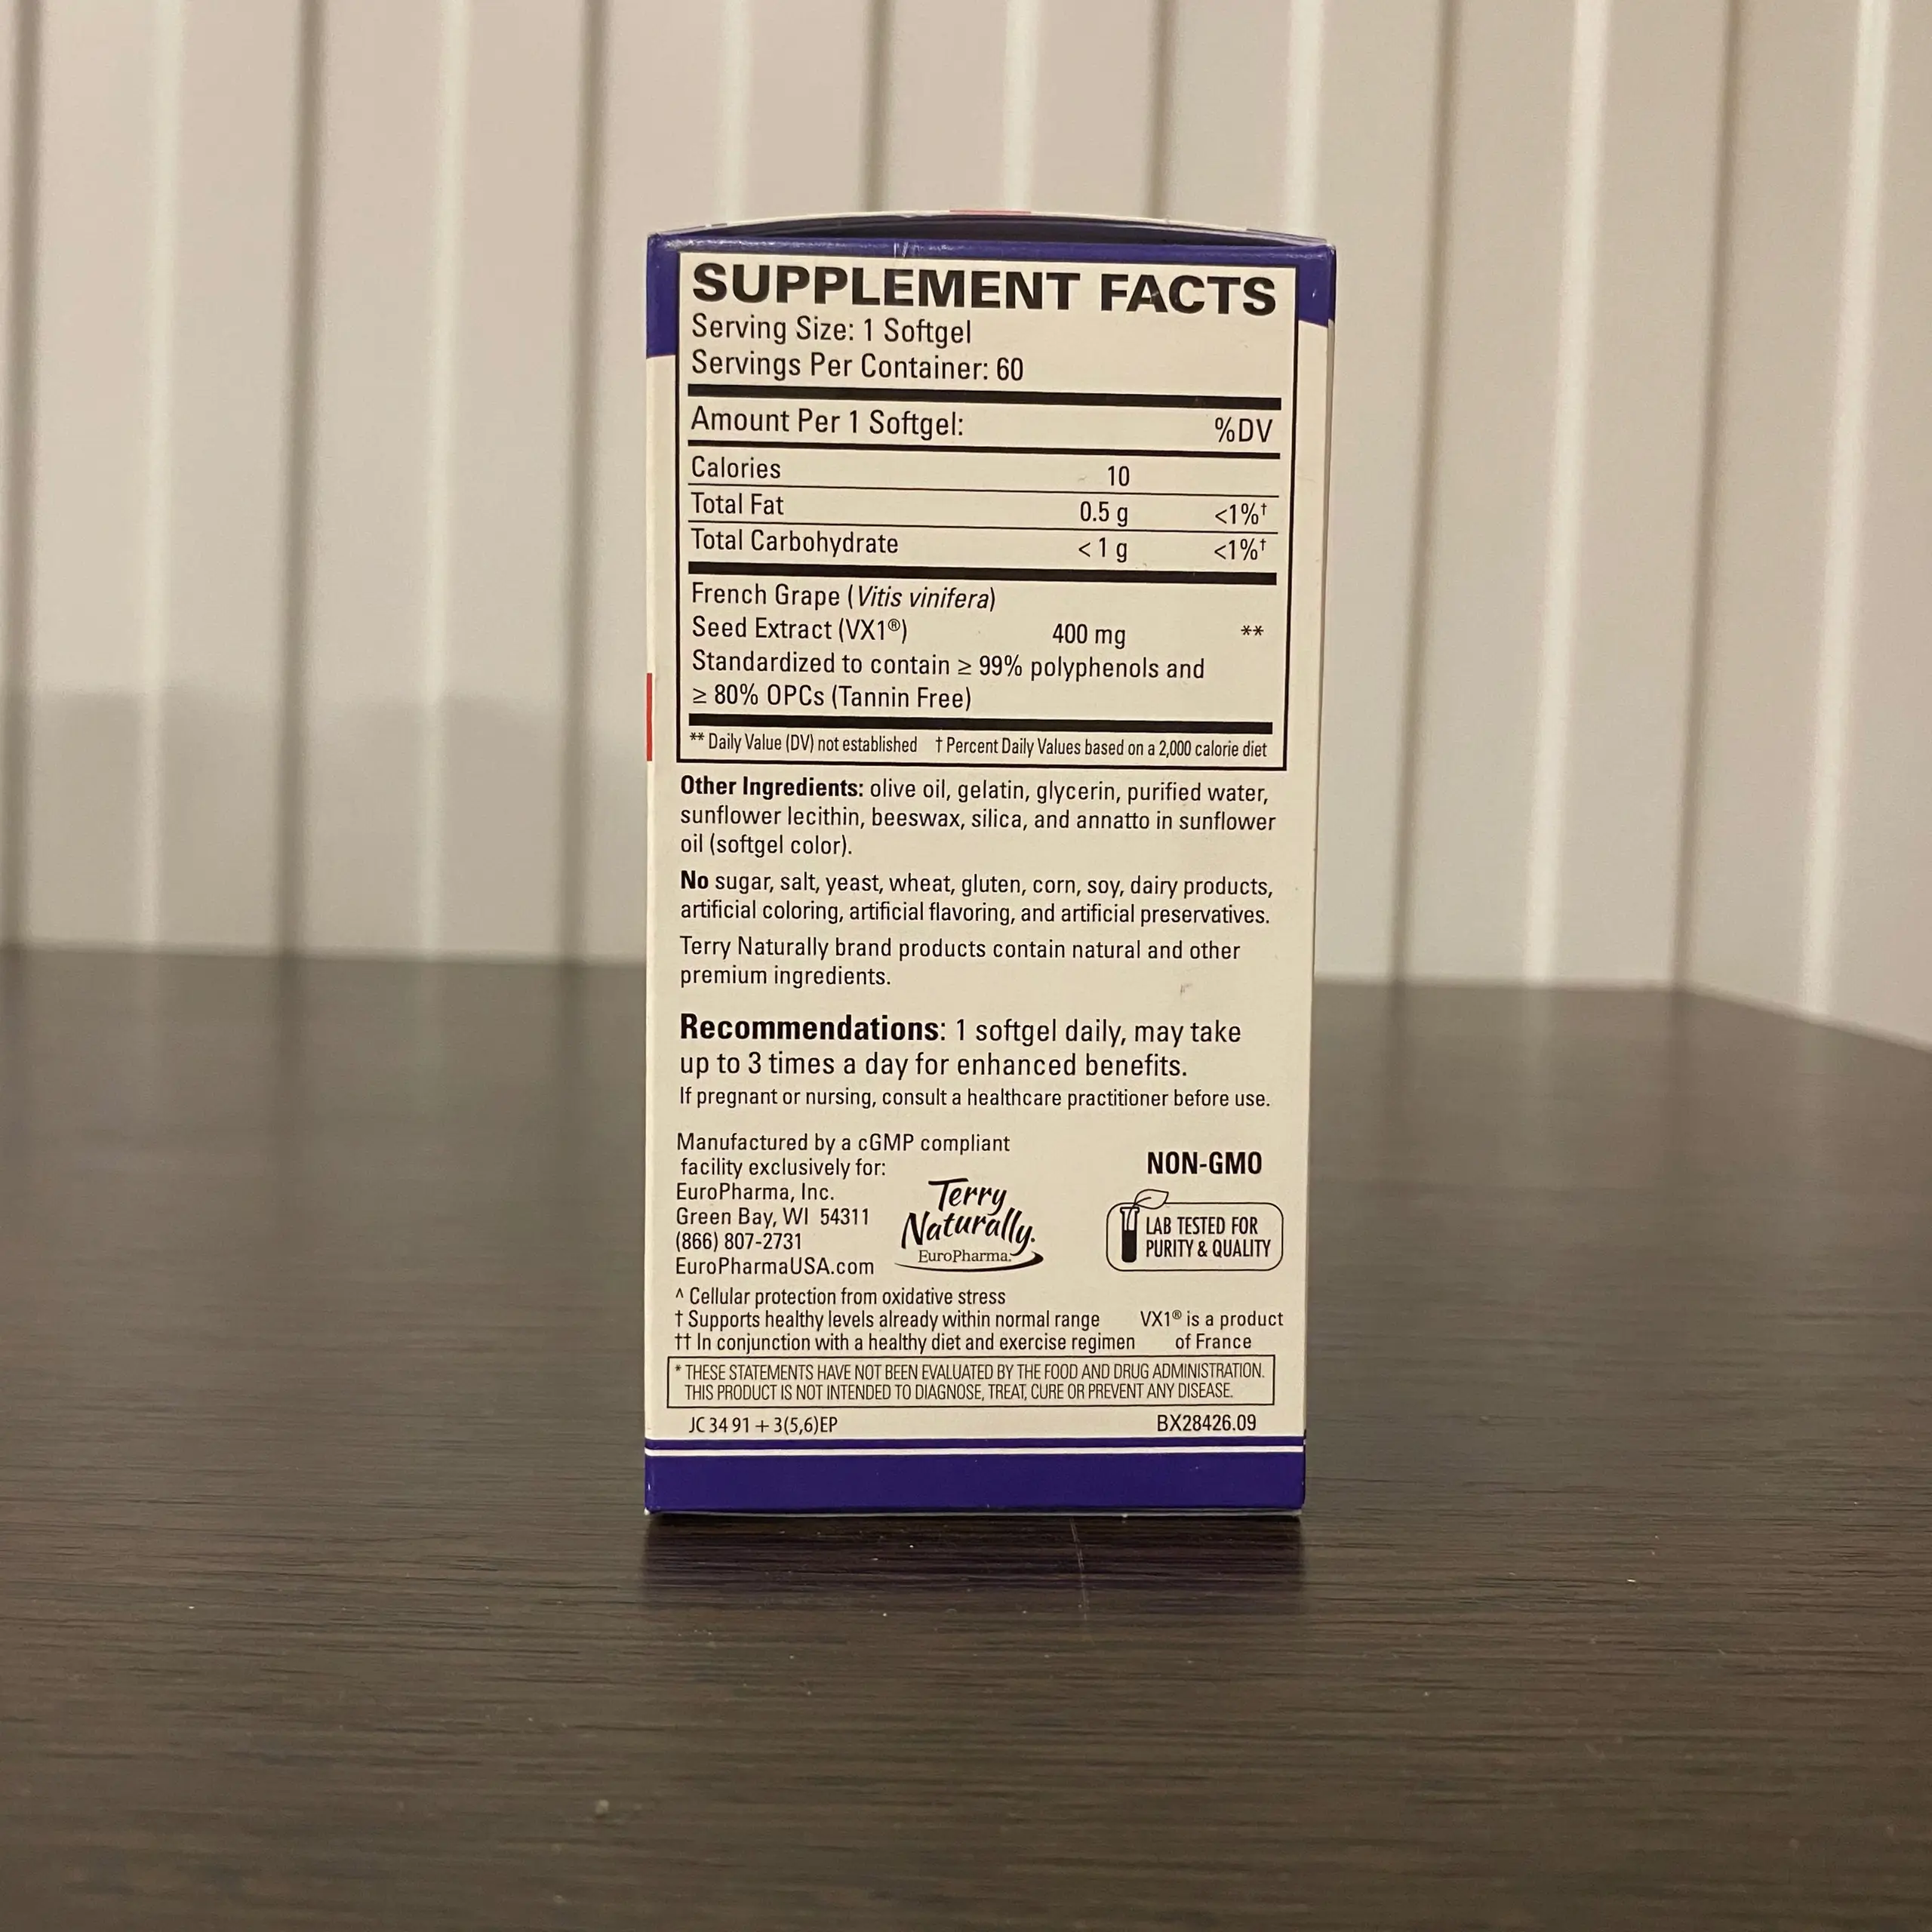 SUPPLEMENT FACTS
Serving Size: 1 Softgel
Servings Per Container: 60
Amount Per 1 Softgel: %DV
Calories 10
Total Fat 0.5 g <1%†
Total Carbohydrate < 1 g <1%†
French Grape (Vitis vinifera)
Seed Extract (VX1®) 400 mg **
Standardized to contain ≥ 99% polyphenols and
≥ 80% OPCs (Tannin Free)
** Daily Value (DV) not established † Percent Daily Values based on a 2,000 calorie diet
Other Ingredients: olive oil, gelatin, glycerin, purified water,
sunflower lecithin, beeswax, silica, and annatto in sunflower
oil (softgel color).
No sugar, salt, yeast, wheat, gluten, corn, soy, dairy products,
artificial coloring, artificial flavoring, and artificial preservatives.
Terry Naturally brand products contain natural and other
premium ingredients.
Recommendations: 1 softgel daily, may take
up to 3 times a day for enhanced benefits.
If pregnant or nursing, consult a healthcare practitioner before use.
Manufactured by a cGMP compliant
facility exclusively for:
EuroPharma, Inc.
Green Bay, WI 54311
(866) 807-2731
EuroPharmaUSA.com
Terry
Naturally.
EuroPharma.
NON-GMO
LAB TESTED FOR
PURITY & QUALITY
^ Cellular protection from oxidative stress
† Supports healthy levels already within normal range
†† In conjunction with a healthy diet and exercise regimen
VX1® is a product
of France
* THESE STATEMENTS HAVE NOT BEEN EVALUATED BY THE FOOD AND DRUG ADMINISTRATION.
THIS PRODUCT IS NOT INTENDED TO DIAGNOSE, TREAT, CURE OR PREVENT ANY DISEASE.
JC 34 91 + 3(5,6)EP
BX28426.09